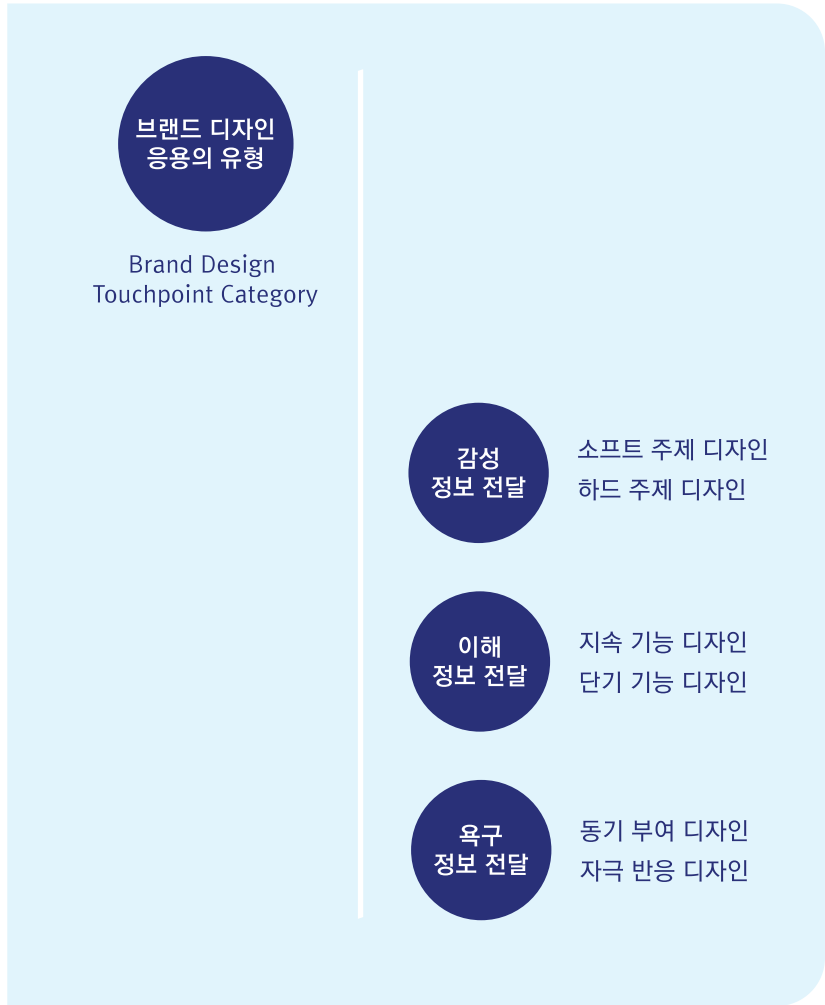 브랜드 디자인
응용의 유형
Brand Design
Touchpoint Category
감성
정보 전달
소프트 주제 디자인
하드 주제 디자인
이해
정보 전달
지속 기능 디자인
단기 기능 디자인
욕구
정보 전달
동기 부여 디자인
자극 반응 디자인